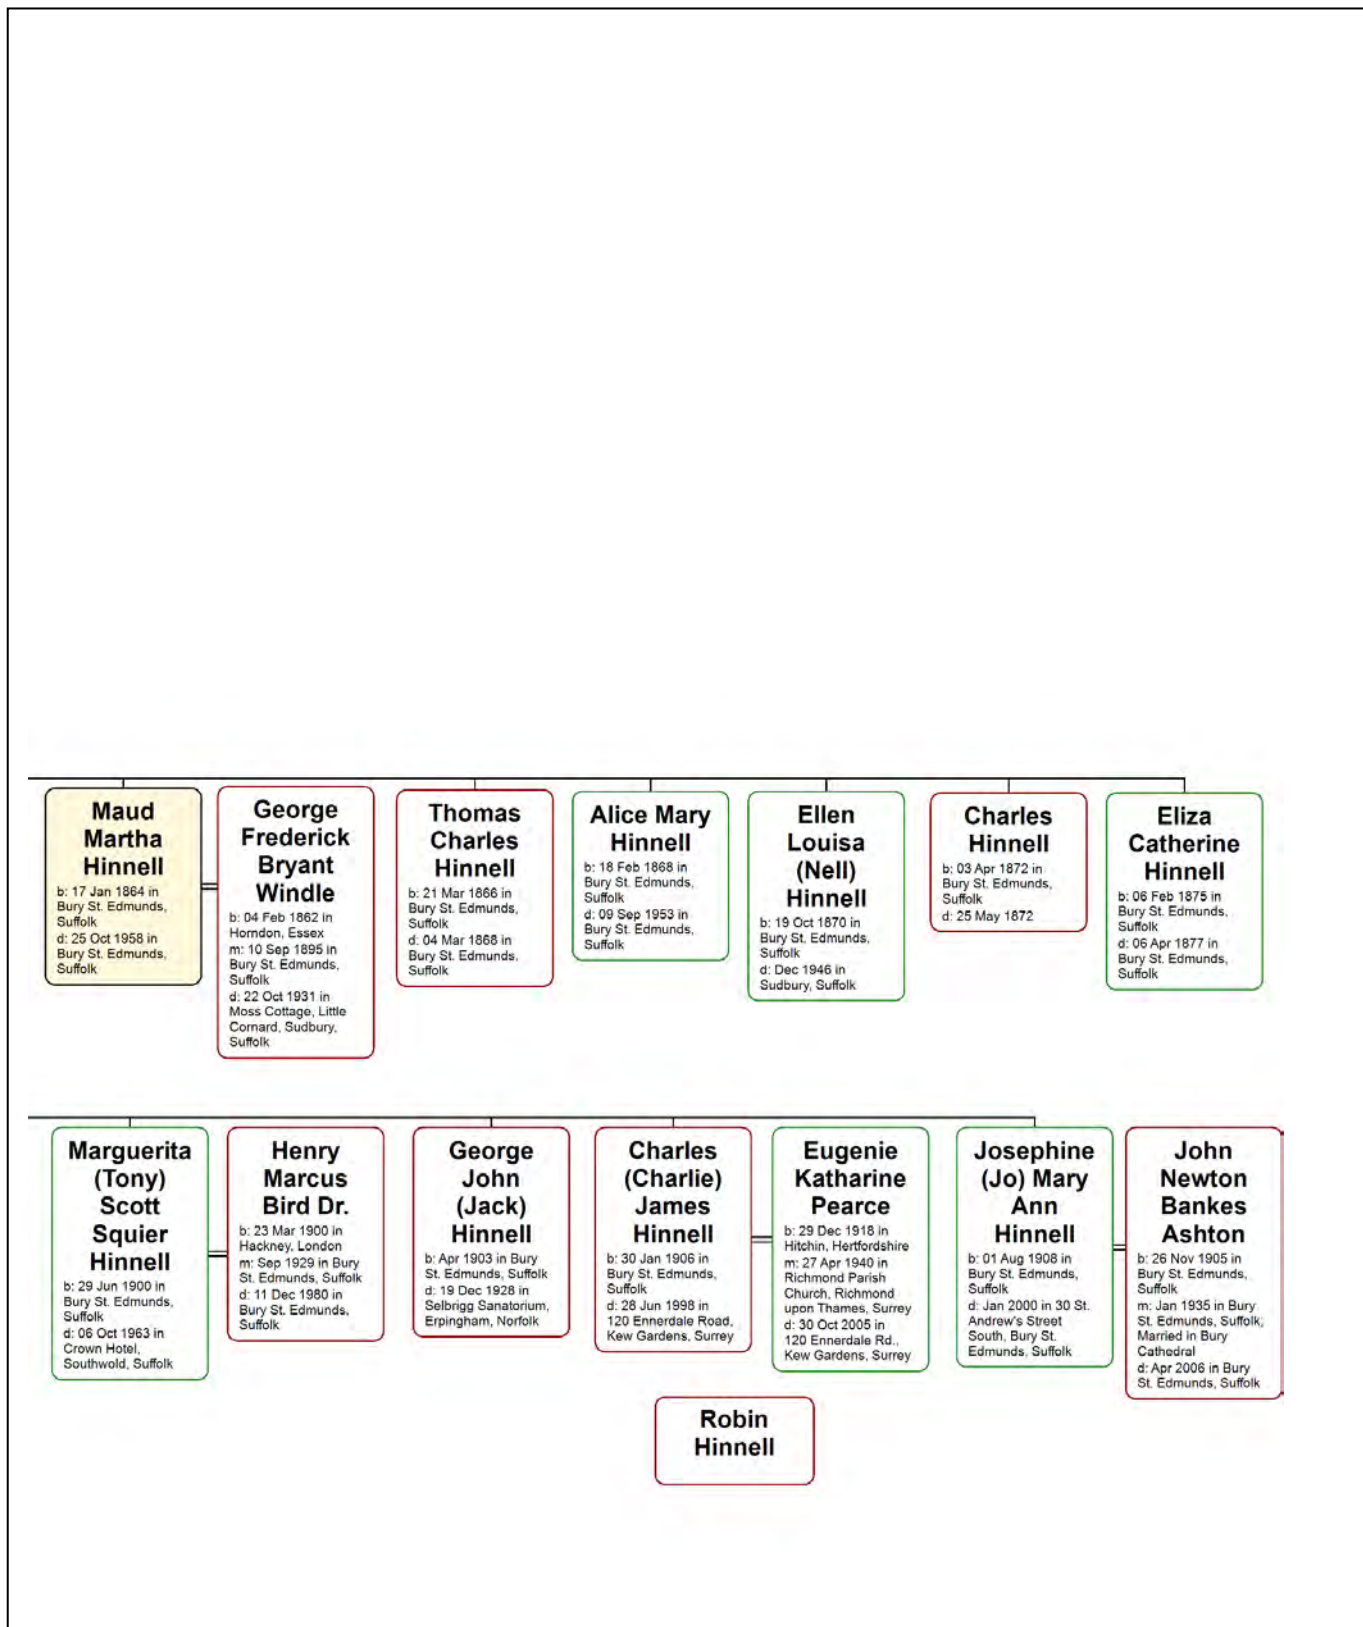 Maud
Martha
Hinnell
b: 17 Jan 1864 in
Bury St. Edmunds,
Suffolk
d: 25 Oct 1958 in
Bury St. Edmunds,
Suffolk
George
Frederick
Bryant
Windle
b: 04 Feb 1862 in
Horndon, Essex
m: 10 Sep 1895 in
Bury St. Edmunds,
Suffolk
d: 22 Oct 1931 in
Moss Cottage, Little
Cornard, Sudbury,
Suffolk
Thomas
Charles
Hinnell
b: 21 Mar 1866 in
Bury St. Edmunds,
Suffolk
d: 04 Mar 1868 in
Bury St. Edmunds,
Suffolk
Alice Mary
Hinnell
b: 18 Feb 1868 in
Bury St. Edmunds,
Suffolk
d: 09 Sep 1953 in
Bury St. Edmunds,
Suffolk
Ellen
Louisa
(Nell)
Hinnell
b: 19 Oct 1870 in
Bury St. Edmunds,
Suffolk
d: Dec 1946 in
Sudbury, Suffolk
Charles
Hinnell
b: 03 Apr 1872 in
Bury St. Edmunds,
Suffolk
d: 25 May 1872
Eliza
Catherine
Hinnell
b: 06 Feb 1875 in
Bury St. Edmunds,
Suffolk
d: 06 Apr 1877 in
Bury St. Edmunds,
Suffolk
Marguerita
(Tony)
Scott
Squier
Hinnell
b: 29 Jun 1900 in
Bury St. Edmunds,
Suffolk
d: 06 Oct 1963 in
Crown Hotel,
Southwold, Suffolk
Henry
Marcus
Bird Dr.
b: 23 Mar 1900 in
Hackney, London
m: Sep 1929 in Bury
St. Edmunds, Suffolk
d: 11 Dec 1980 in
Bury St. Edmunds,
Suffolk
George
John
(Jack)
Hinnell
b: Apr 1903 in Bury
St. Edmunds, Suffolk
d: 19 Dec 1928 in
Selbrigg Sanatorium,
Erpingham, Norfolk
Charles
(Charlie)
James
Hinnell
b: 30 Jan 1906 in
Bury St. Edmunds,
Suffolk
d: 28 Jun 1998 in
120 Ennerdale Road,
Kew Gardens, Surrey
Eugenie
Katharine
Pearce
b: 29 Dec 1918 in
Hitchin, Hertfordshire
m: 27 Apr 1940 in
Richmond Parish
Church, Richmond
upon Thames, Surrey
d: 30 Oct 2005 in
120 Ennerdale Rd.,
Kew Gardens, Surrey
Josephine
(Jo) Mary
Ann
Hinnell
b: 01 Aug 1908 in
Bury St. Edmunds,
Suffolk
d: Jan 2000 in 30 St.
Andrew's Street
South, Bury St.
Edmunds, Suffolk
John
Newton
Bankes
Ashton
b: 26 Nov 1905 in
Bury St. Edmunds,
Suffolk
m: Jan 1935 in Bury
St. Edmunds, Suffolk;
Married in Bury
Cathedral
d: Apr 2006 in Bury
St. Edmunds, Suffolk
Robin
Hinnell